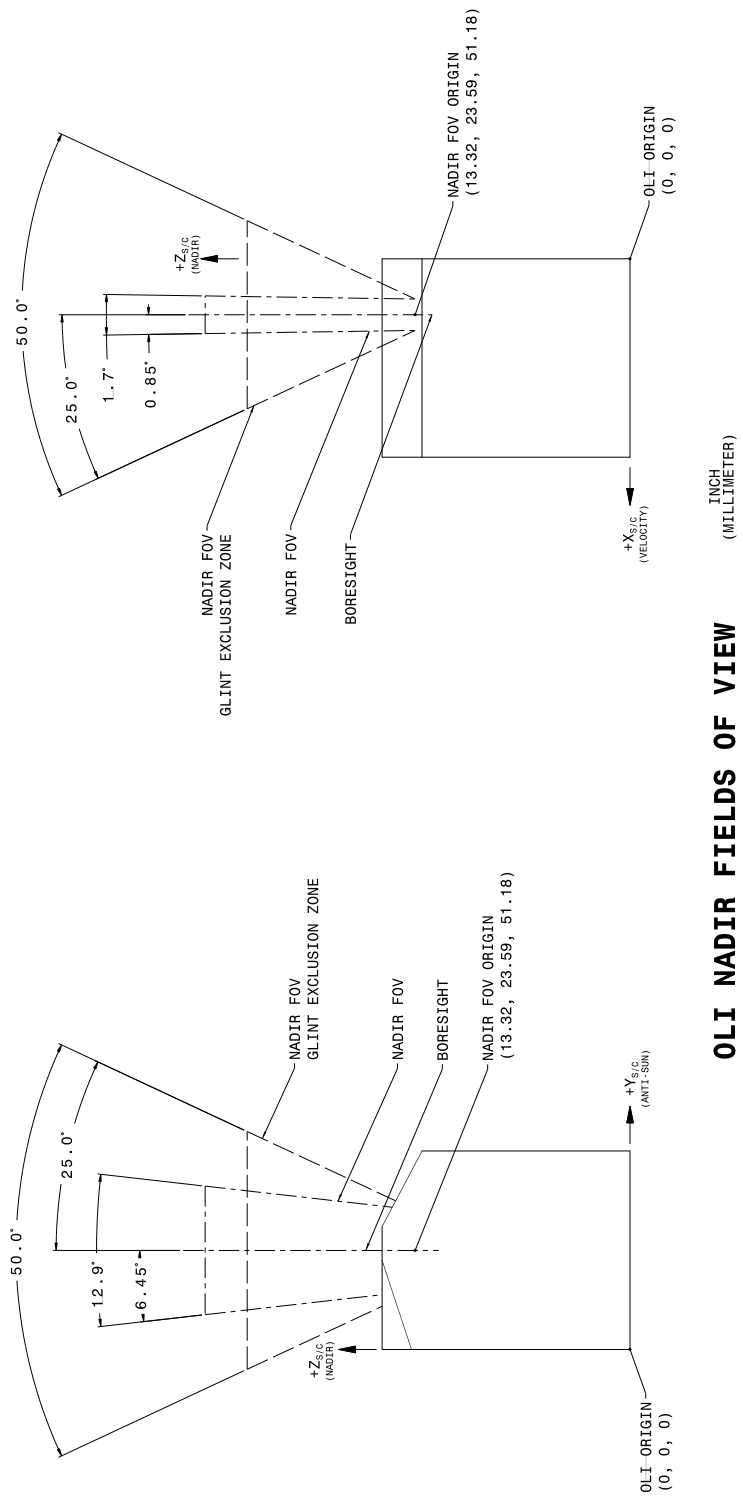 50.0°
25.0°
12.9°
6.45°
+Z S/C
(NADIR)
NADIR FOV
GLINT EXCLUSION ZONE
NADIR FOV
BORESIGHT
NADIR FOV ORIGIN
(13.32, 23.59, 51.18)
+Y S/C
(ANTI-SUN)
OLI ORIGIN
(0, 0, 0)
50.0°
25.0°
1.7°
0.85°
+Z S/C
(NADIR)
NADIR FOV
GLINT EXCLUSION ZONE
NADIR FOV
BORESIGHT
NADIR FOV ORIGIN
(13.32, 23.59, 51.18)
+X S/C
(VELOCITY)
OLI ORIGIN
(0, 0, 0)
OLI NADIR FIELDS OF VIEW
INCH
(MILLIMETER)